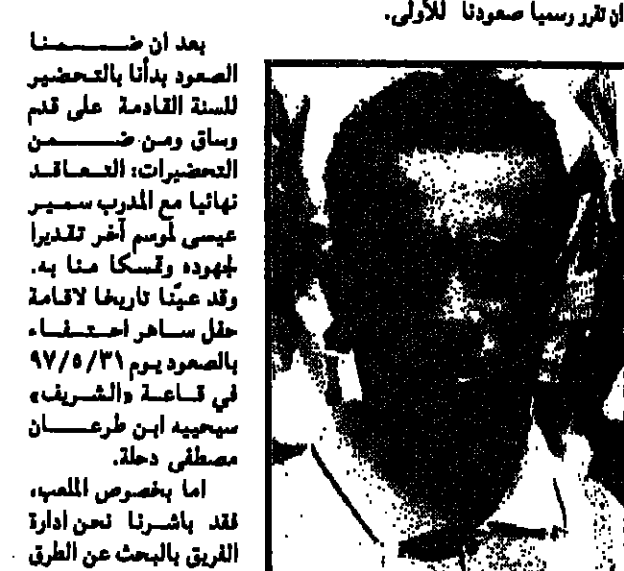 ان تقرر رسميا صعودنا للأولى.
بعد ان ضمنا
الصعود بدأنا بالتحضير
للسنة القادمة على قدم
وساق ومن ضمن
التحضيرات: التعاقد
نهائيا مع المدرب سمير
عيسى لموسم آخر تقديرا
لجهوده وتمسكا منا به.
وقد عيّنا تاريخا لاقامة
حفل ساهر احتفاء
بالصعود يوم ٩٧/٥/٣١
في قاعة «الشريف»
سيحييه ابن طرعان
مصطفى دحلة.
اما بخصوص الملعب،
فقد باشرنا نحن ادارة
الفريق بالبحث عن الطرق